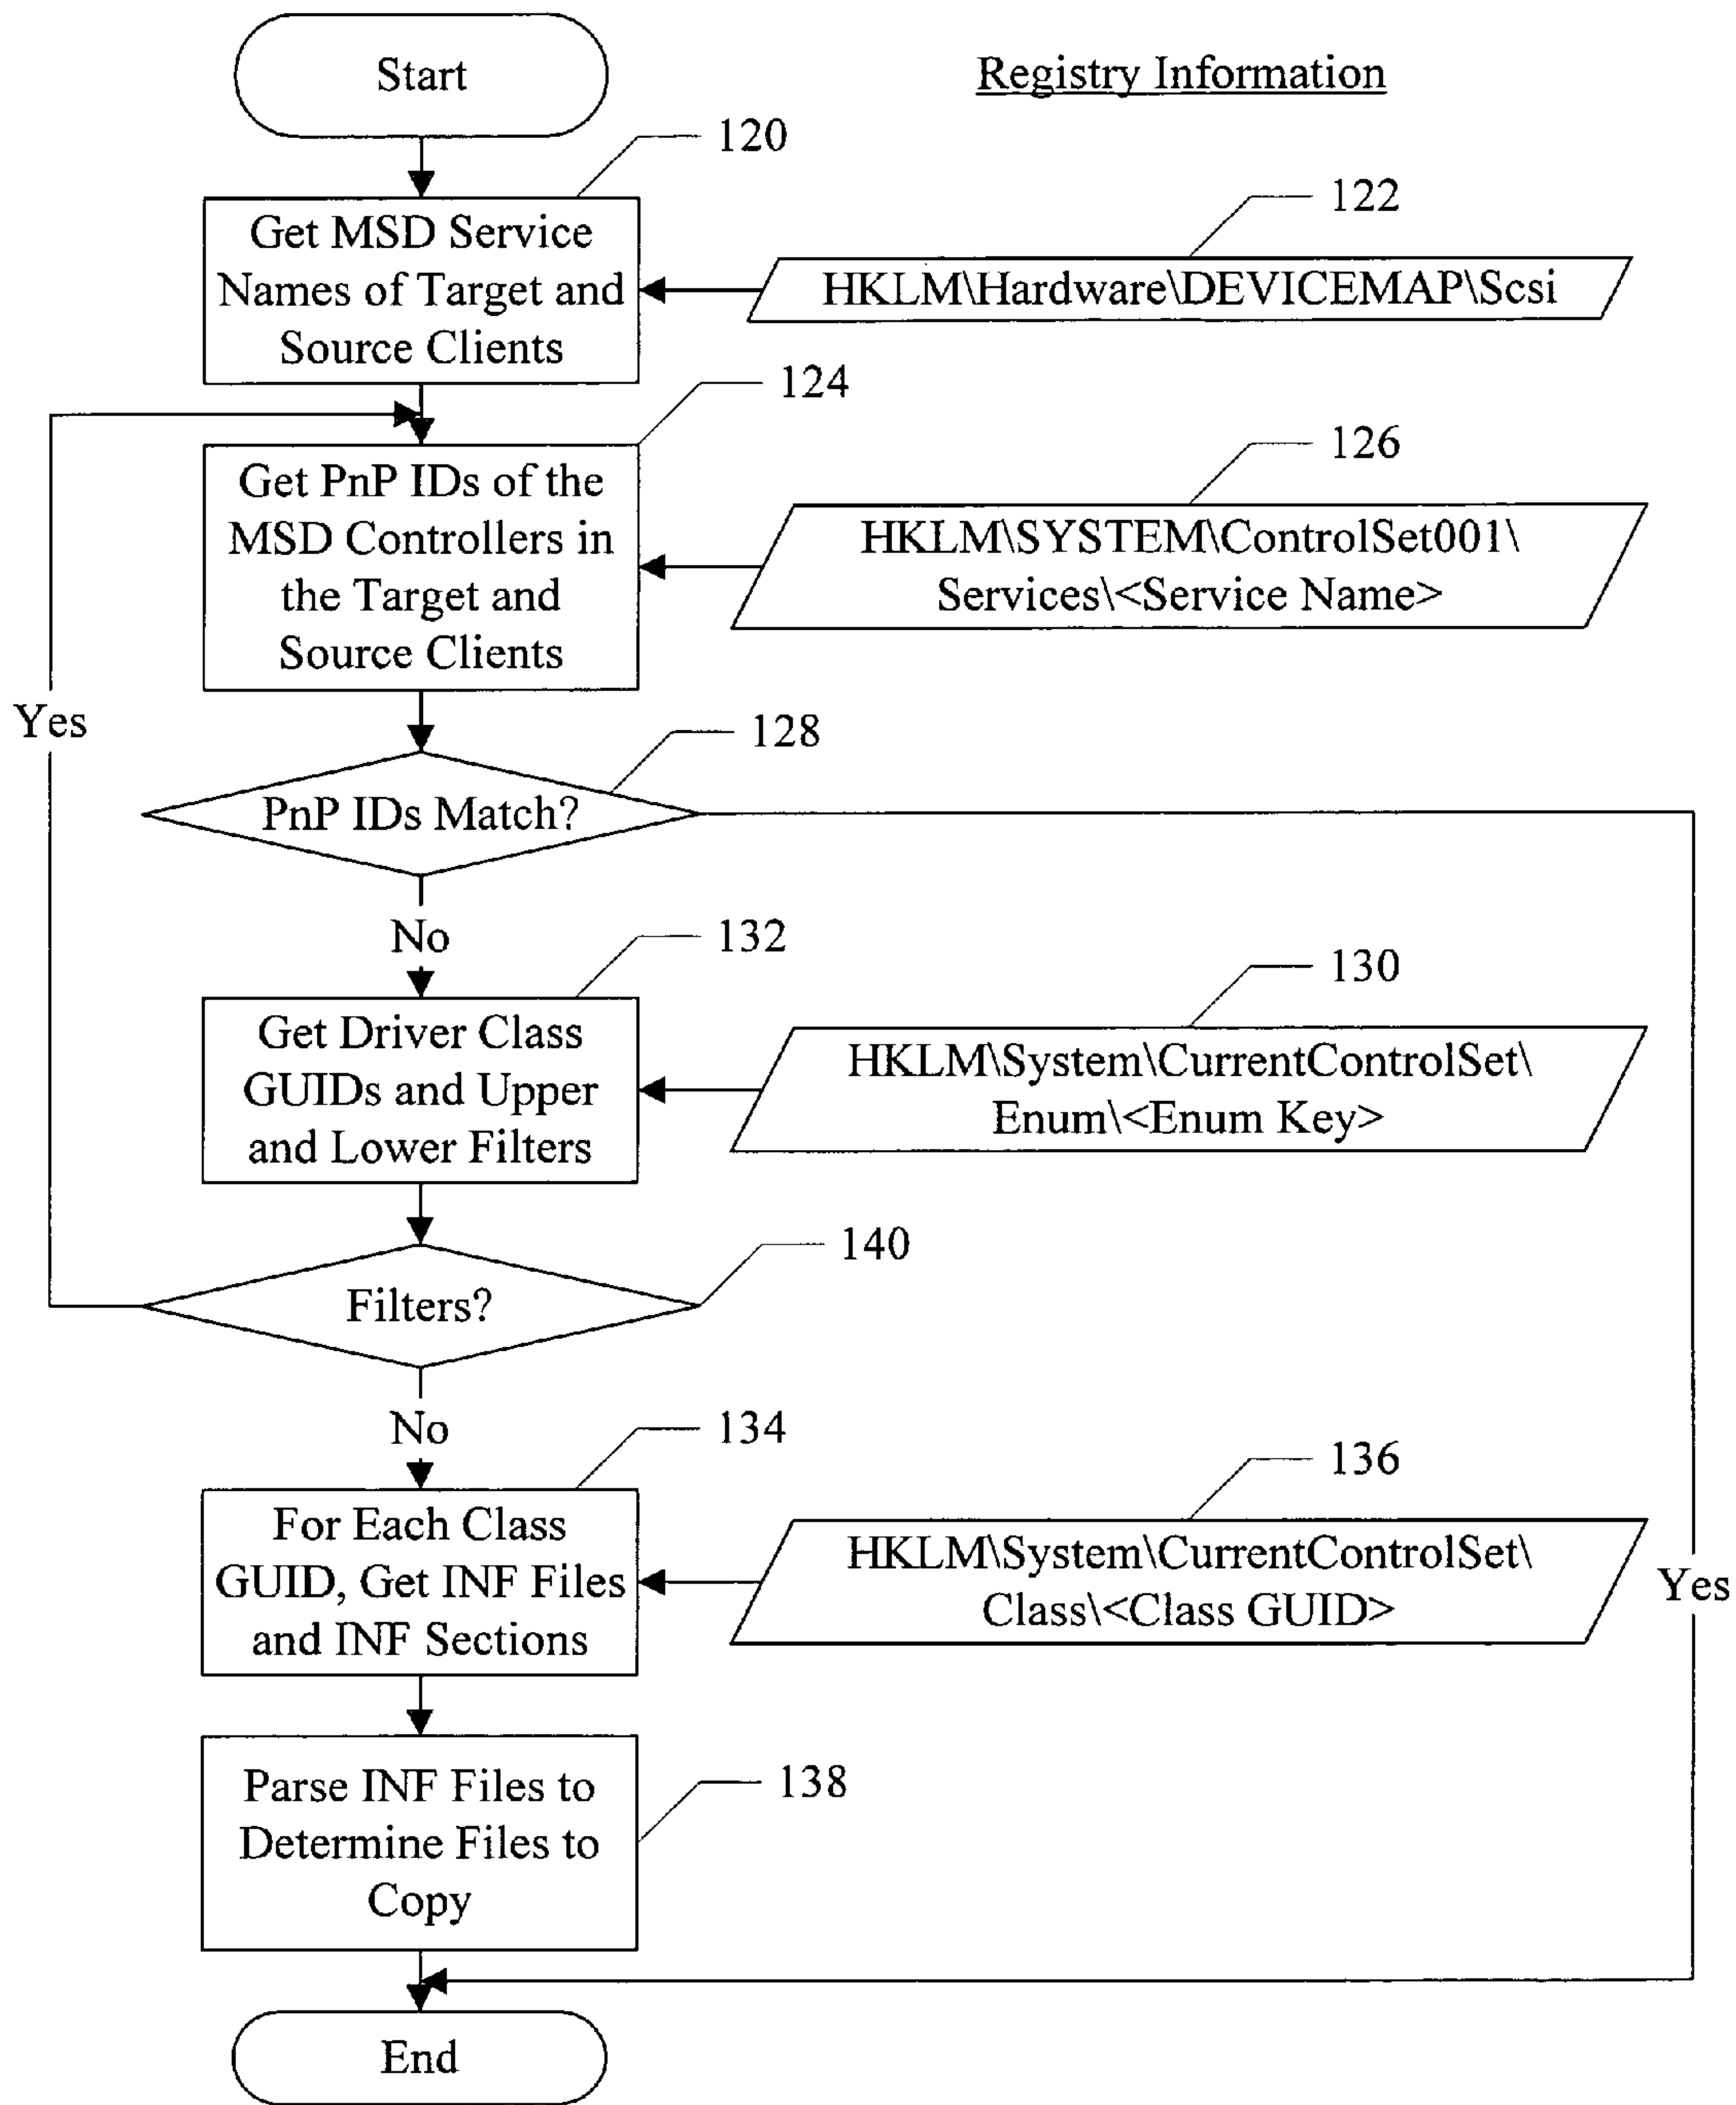 Start
Registry Information
120
Get MSD Service
Names of Target and
Source Clients
122
HKLM\Hardware\DEVICEMAP\Scsi
124
Get PnP IDs of the
MSD Controllers in
the Target and
Source Clients
126
HKLM\SYSTEM\ControlSet001\
Services\<Service Name>
Yes
128
PnP IDs Match?
No
132
Get Driver Class
GUIDs and Upper
and Lower Filters
130
HKLM\System\CurrentControlSet\
Enum\<Enum Key>
140
Filters?
No
134
For Each Class
GUID, Get INF Files
and INF Sections
136
HKLM\System\CurrentControlSet\
Class\<Class GUID>
Yes
138
Parse INF Files to
Determine Files to
Copy
End